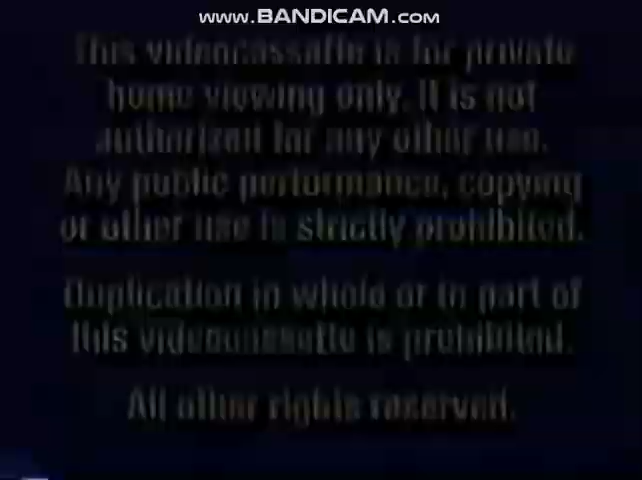 www.BANDICAM.com
This videocassette is for private
home viewing only. It is not
authorized for any other use.
Any public performance, copying
or other use is strictly prohibited.
Duplication in whole or in part of
this videocassette is prohibited.
All other rights reserved.